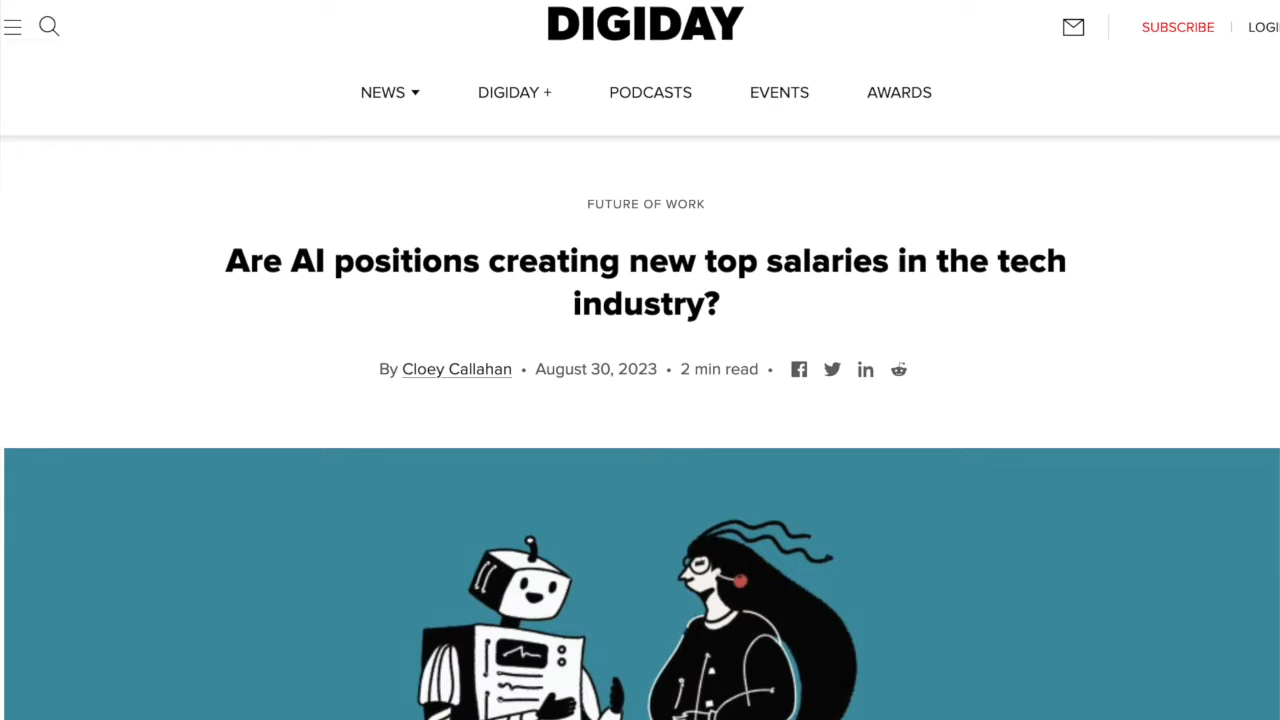 DIGIDAY
SUBSCRIBE
LOGI
NEWS
DIGIDAY +
PODCASTS
EVENTS
AWARDS
FUTURE OF WORK
Are AI positions creating new top salaries in the tech
industry?
By Cloey Callahan • August 30, 2023 • 2 min read •